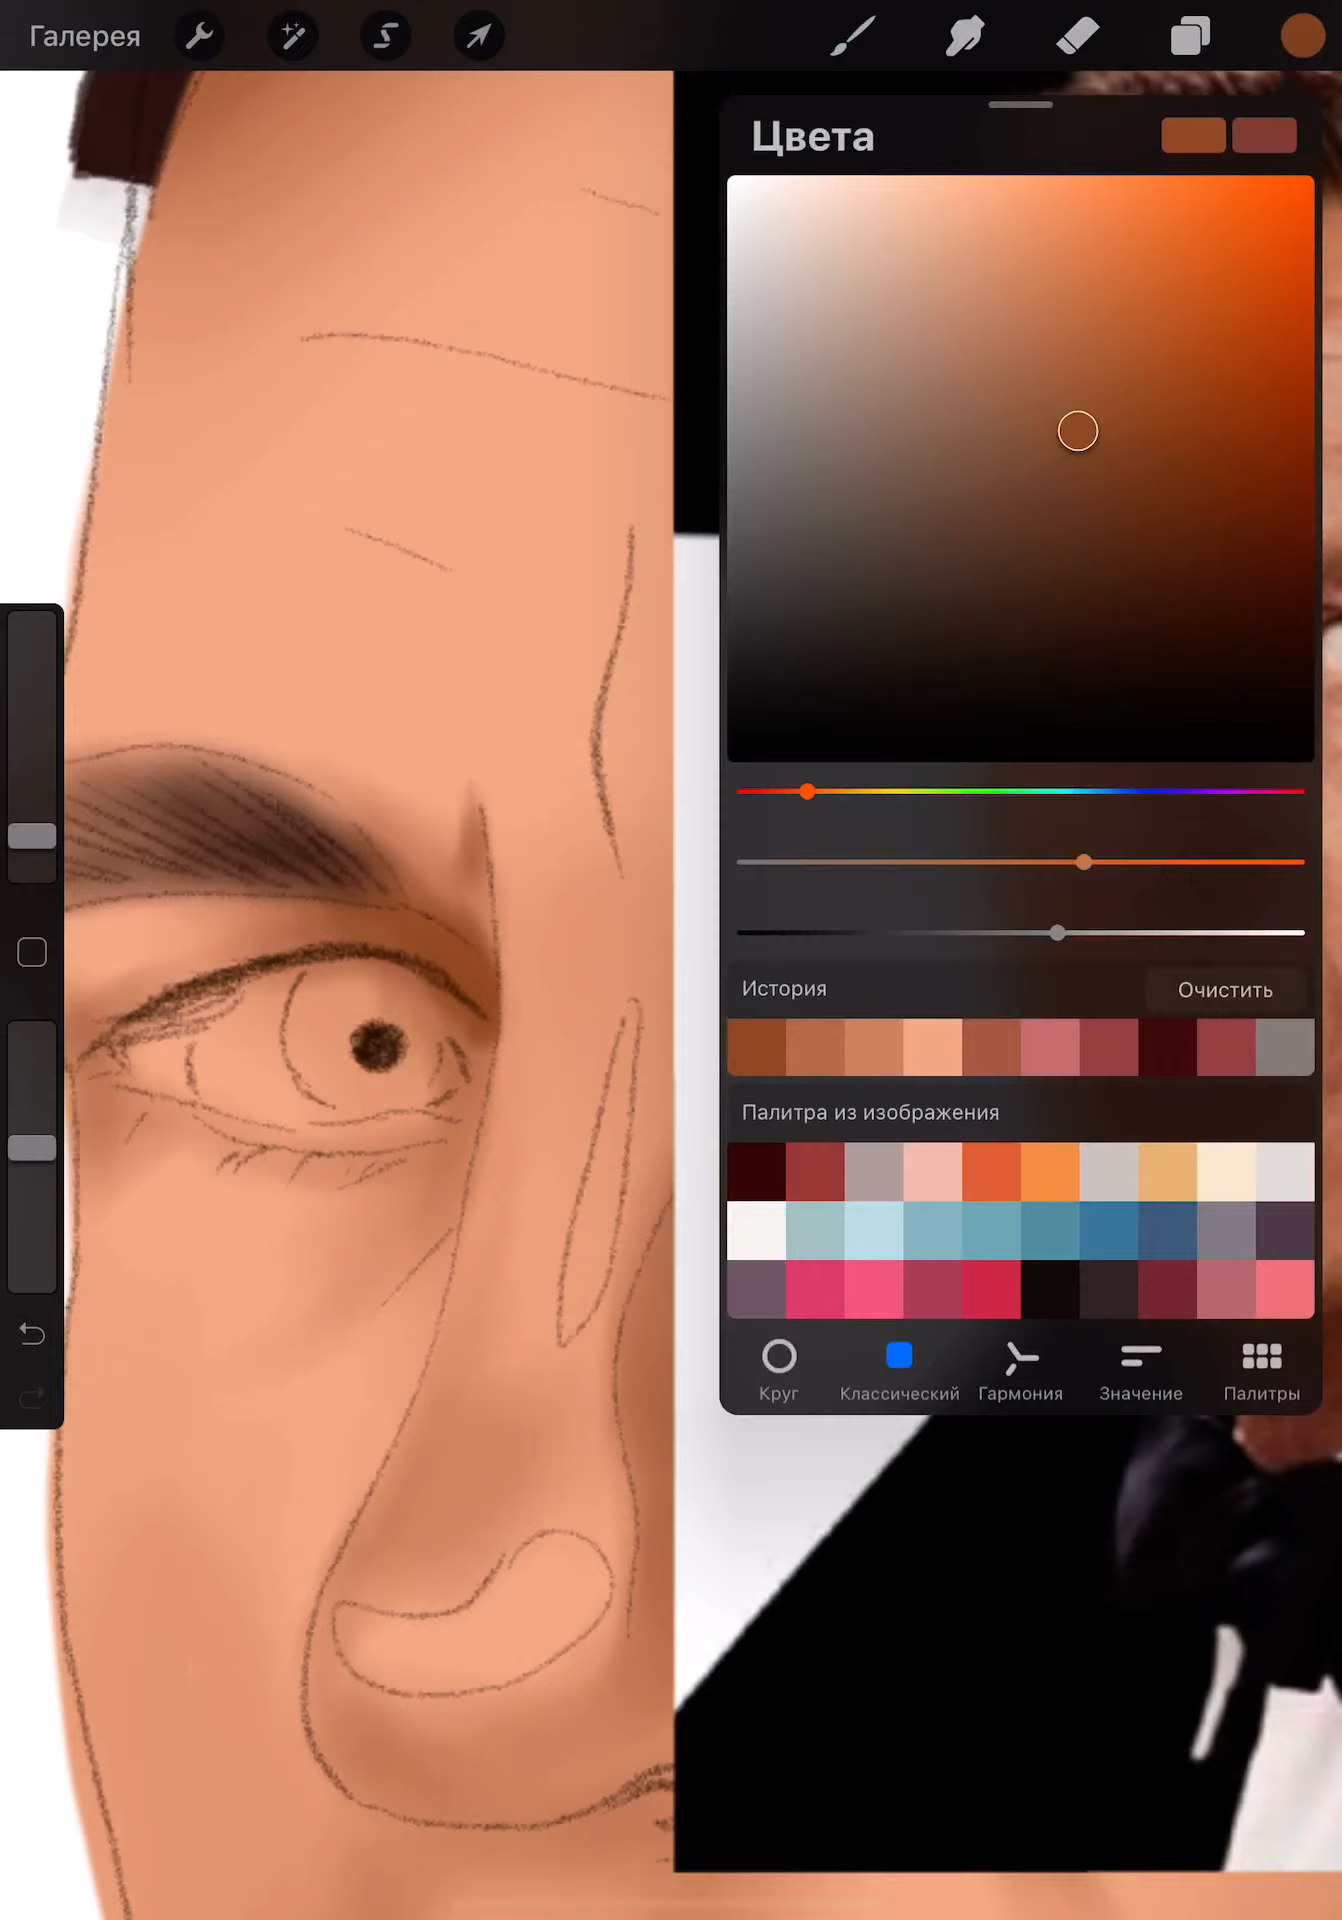 Галерея
Цвета
История
Очистить
Палитра из изображения
Круг
Классический
Гармония
Значение
Палитры